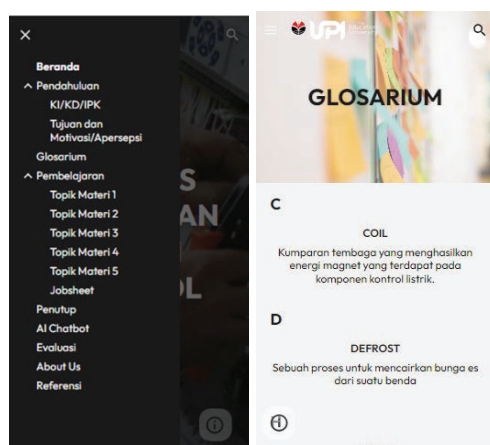 Beranda
Pendahuluan
KI/KD/IPK
Tujuan dan
Motivasi/Apersepsi
Glosarium
Pembelajaran
Topik Materi 1
Topik Materi 2
Topik Materi 3
Topik Materi 4
Topik Materi 5
Jobsheet
Penutup
AI Chatbot
Evaluasi
About Us
Referensi
S
AN
OL
UPI
GLOSARIUM
C
COIL
Kumparan tembaga yang menghasilkan
energi magnet yang terdapat pada
komponen kontrol listrik.
D
DEFROST
Sebuah proses untuk mencairkan bunga es
dari suatu benda